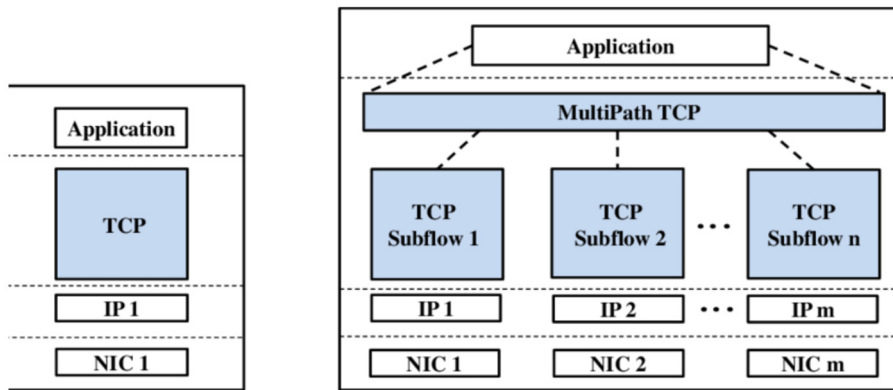 Application
TCP
IP 1
NIC 1
Application
MultiPath TCP
TCP
Subflow 1
TCP
Subflow 2
...
TCP
Subflow n
IP 1
IP 2
...
IP m
NIC 1
NIC 2
NIC m